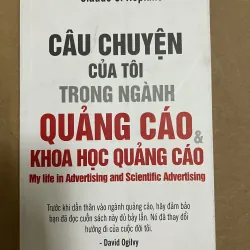 CÂU CHUYỆN
CỦA TÔI
TRONG NGÀNH
QUẢNG CÁO
&
KHOA HỌC QUẢNG CÁO
My life in Advertising and Scientific Advertising
Trước khi dấn thân vào ngành quảng cáo, hãy đảm bảo
bạn đã đọc cuốn sách này đủ bảy lần. Nó đã thay đổi
hướng đi của cuộc đời tôi.
- David Ogilvy